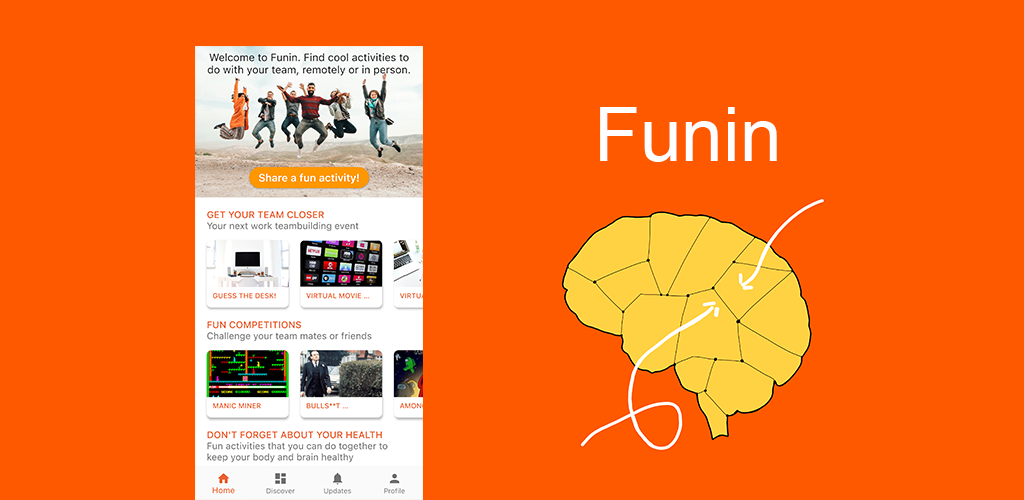 Welcome to Funin. Find cool activities to
do with your team, remotely or in person.
Share a fun activity!
GET YOUR TEAM CLOSER
Your next work teambuilding event
GUESS THE DESK!
VIRTUAL MOVIE ...
VIRTU
FUN COMPETITIONS
Challenge your team mates or friends
MANIC MINER
BULLS**T ...
AMONG
DON'T FORGET ABOUT YOUR HEALTH
Fun activities that you can do together to
keep your body and brain healthy
Home
Discover
Updates
Profile
Funin